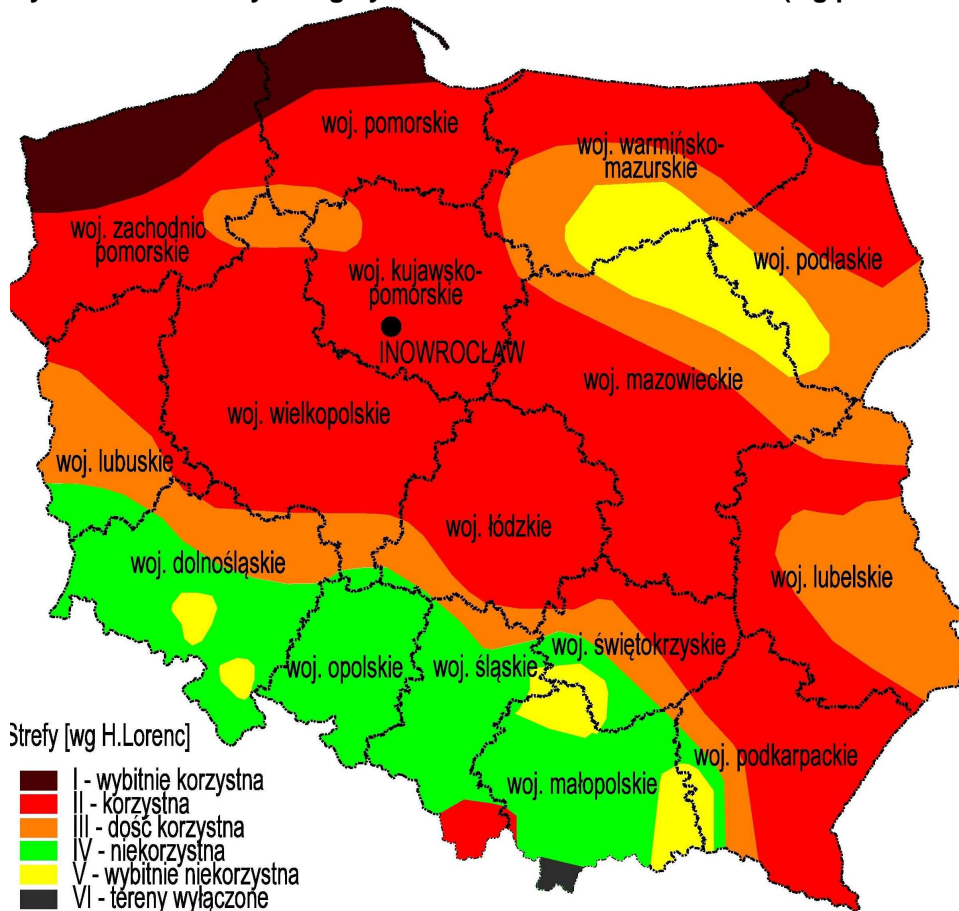 woj. pomorskie
woj. warmińsko-
mazurskie
woj. zachodnio
pomorskie
woj. podlaskie
woj. kujawsko-
pomorskie
INOWROCŁAW
woj. mazowieckie
woj. wielkopolskie
woj. lubuskie
woj. łódzkie
woj. dolnośląskie
woj. lubelskie
woj. świętokrzyskie
woj. opolskie
woj. śląskie
woj. podkarpackie
woj. małopolskie
Strefy [wg H.Lorenc]
I - wybitnie korzystna
II - korzystna
III - dość korzystna
IV - niekorzystna
V - wybitnie niekorzystna
VI - tereny wyłączone